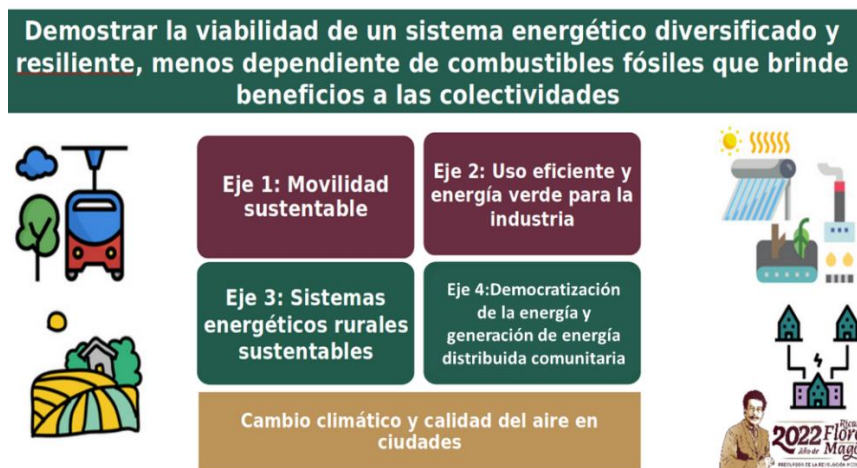 Demostrar la viabilidad de un sistema energético diversificado y
resiliente, menos dependiente de combustibles fósiles que brinde
beneficios a las colectividades
Eje 1: Movilidad
sustentable
Eje 2: Uso eficiente y
energía verde para la
industria
Eje 3: Sistemas
energéticos rurales
sustentables
Eje 4:Democratización
de la energía y
generación de energía
distribuida comunitaria
Cambio climático y calidad del aire en
ciudades
2022
Año de